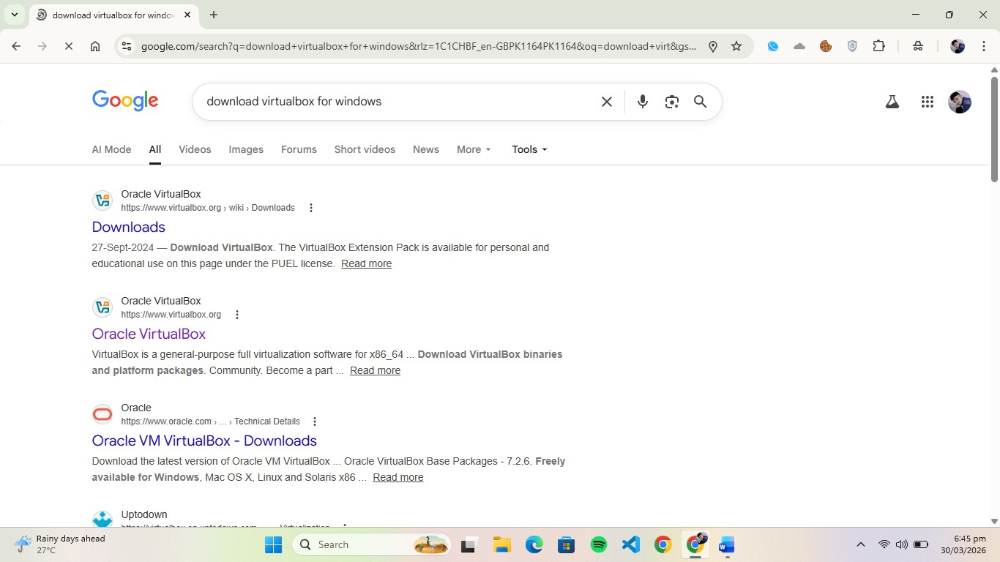 download virtualbox for windo
google.com/search?q=download+virtualbox+for+windows&rlz=1C1CHBF_en-GBPK1164PK1164&oq=download+virt&gs...
Google
download virtualbox for windows
AI Mode
All
Videos
Images
Forums
Short videos
News
More
Tools
Oracle VirtualBox
https://www.virtualbox.org › wiki › Downloads
Downloads
27-Sept-2024 — Download VirtualBox. The VirtualBox Extension Pack is available for personal and
educational use on this page under the PUEL license. Read more
Oracle VirtualBox
https://www.virtualbox.org
Oracle VirtualBox
VirtualBox is a general-purpose full virtualization software for x86_64 ... Download VirtualBox binaries
and platform packages. Community. Become a part ... Read more
Oracle
https://www.oracle.com › ... › Technical Details
Oracle VM VirtualBox - Downloads
Download the latest version of Oracle VM VirtualBox ... Oracle VirtualBox Base Packages - 7.2.6. Freely
available for Windows, Mac OS X, Linux and Solaris x86 ... Read more
Uptodown
Rainy days ahead
27°C
Search
6:45 pm
30/03/2026